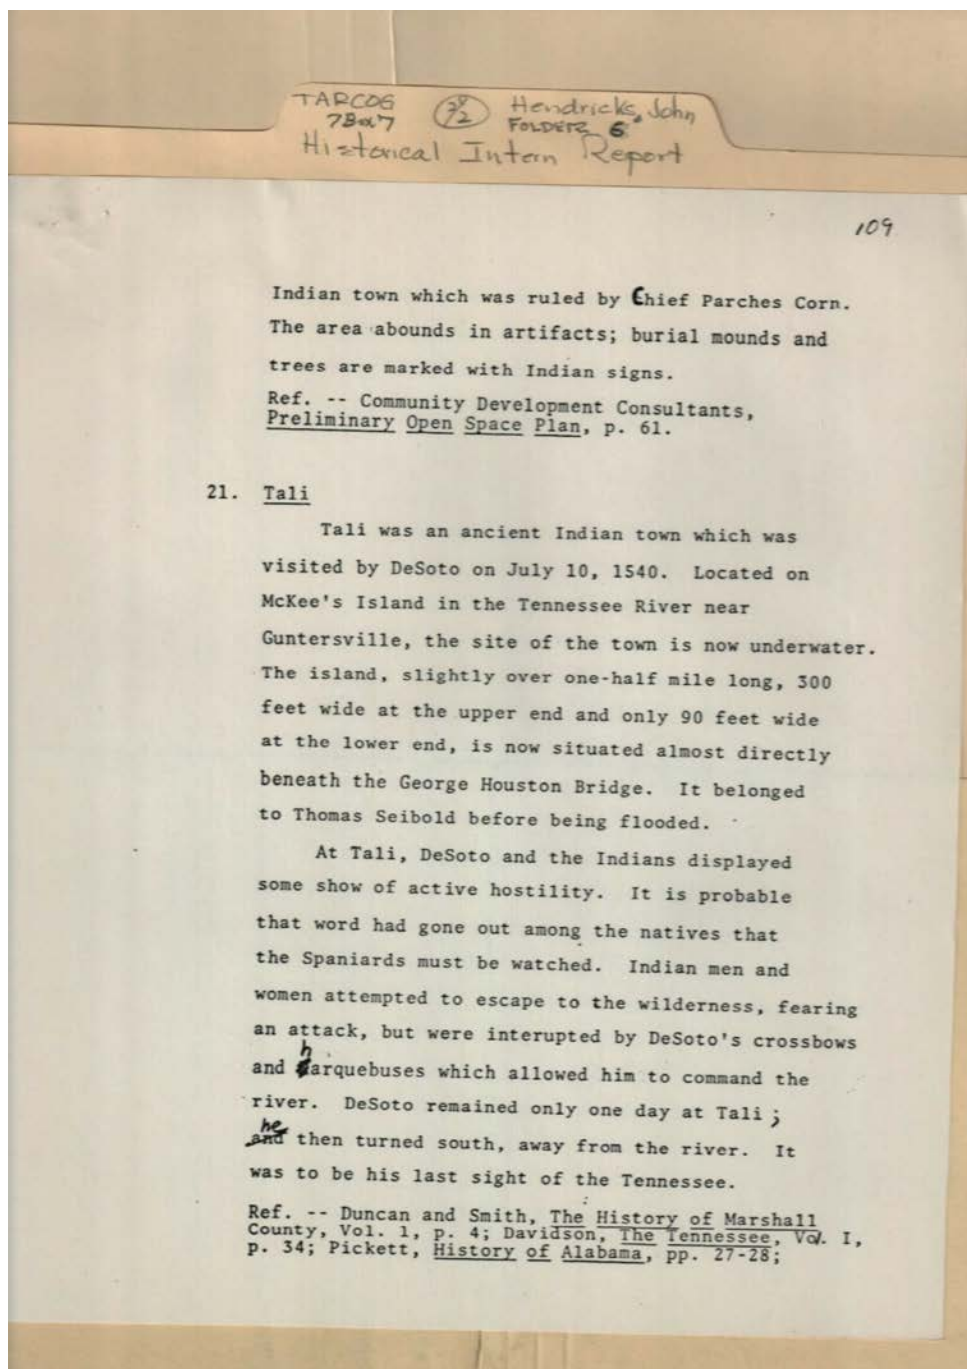 TARCOG
7B07
Hendricks, John
FOLDER 6
Historical Intern Report
109
Indian town which was ruled by Chief Parches Corn.
The area abounds in artifacts; burial mounds and
trees are marked with Indian signs.
Ref. -- Community Development Consultants,
Preliminary Open Space Plan, p. 61.
21. Tali
Tali was an ancient Indian town which was
visited by DeSoto on July 10, 1540. Located on
McKee's Island in the Tennessee River near
Guntersville, the site of the town is now underwater.
The island, slightly over one-half mile long, 300
feet wide at the upper end and only 90 feet wide
at the lower end, is now situated almost directly
beneath the George Houston Bridge. It belonged
to Thomas Seibold before being flooded.
At Tali, DeSoto and the Indians displayed
some show of active hostility. It is probable
that word had gone out among the natives that
the Spaniards must be watched. Indian men and
women attempted to escape to the wilderness, fearing
an attack, but were interupted by DeSoto's crossbows
and harquebuses which allowed him to command the
river. DeSoto remained only one day at Tali;
he then turned south, away from the river. It
was to be his last sight of the Tennessee.
Ref. -- Duncan and Smith, The History of Marshall
County, Vol. 1, p. 4; Davidson, The Tennessee, Vol. I,
p. 34; Pickett, History of Alabama, pp. 27-28;